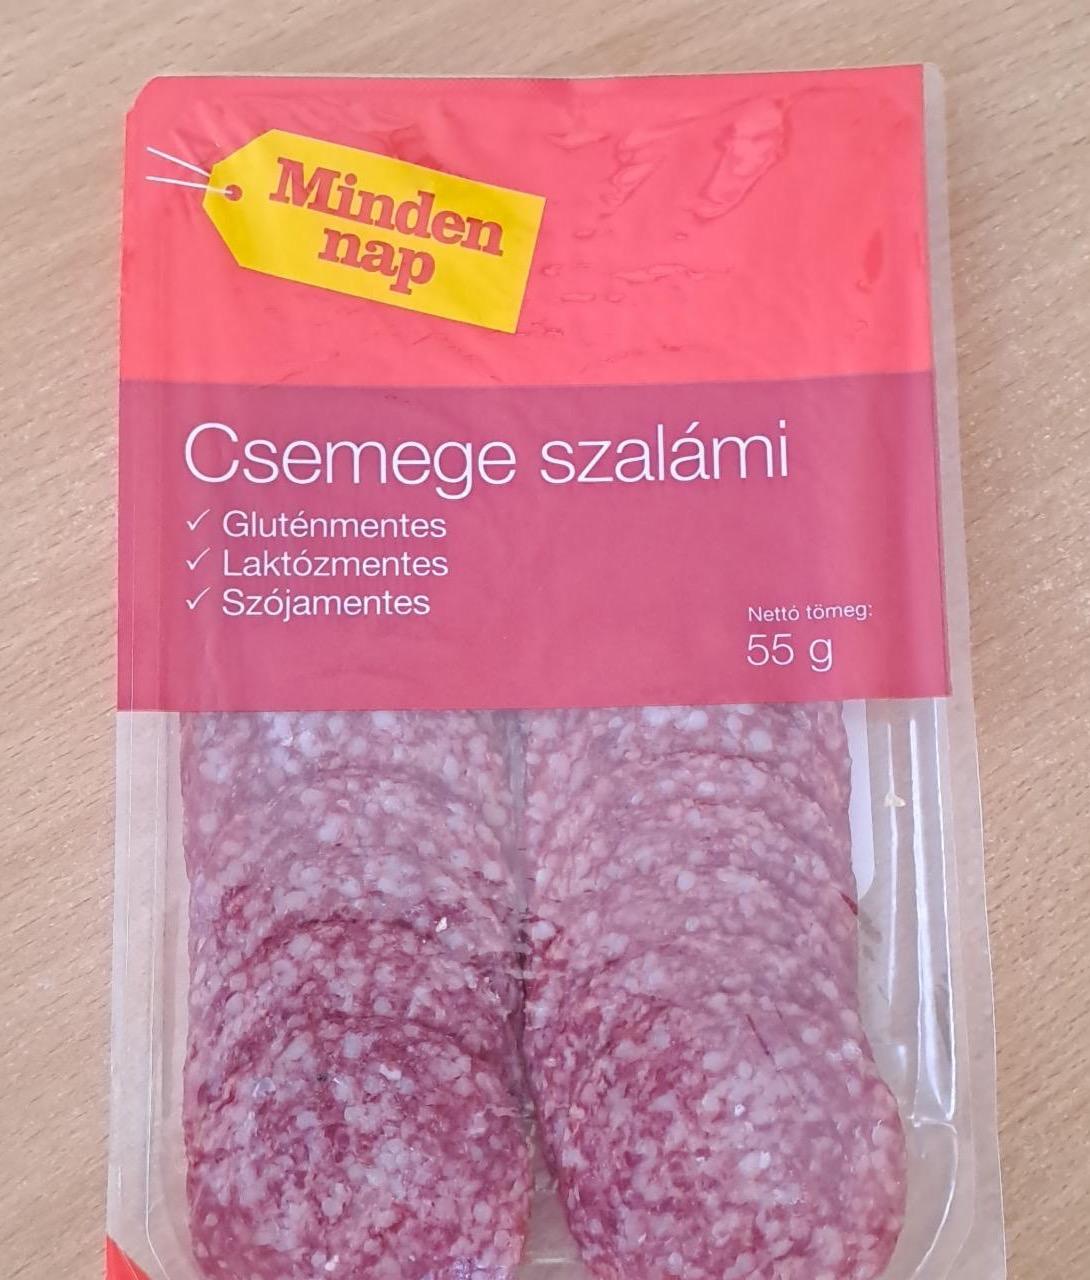 Minden
nap
Csemege szalámi
✓ Gluténmentes
✓ Laktózmentes
✓ Szójamentes
Nettó tömeg:
55 g